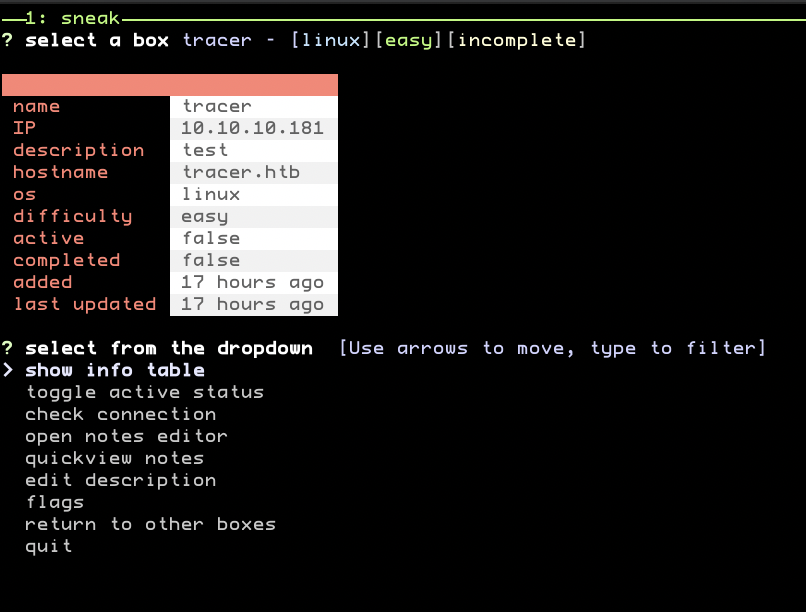 1: sneak
? select a box tracer - [linux][easy][incomplete]
name tracer
IP 10.10.10.181
description test
hostname tracer.htb
os linux
difficulty easy
active false
completed false
added 17 hours ago
last updated 17 hours ago
? select from the dropdown [Use arrows to move, type to filter]
> show info table
toggle active status
check connection
open notes editor
quickview notes
edit description
flags
return to other boxes
quit